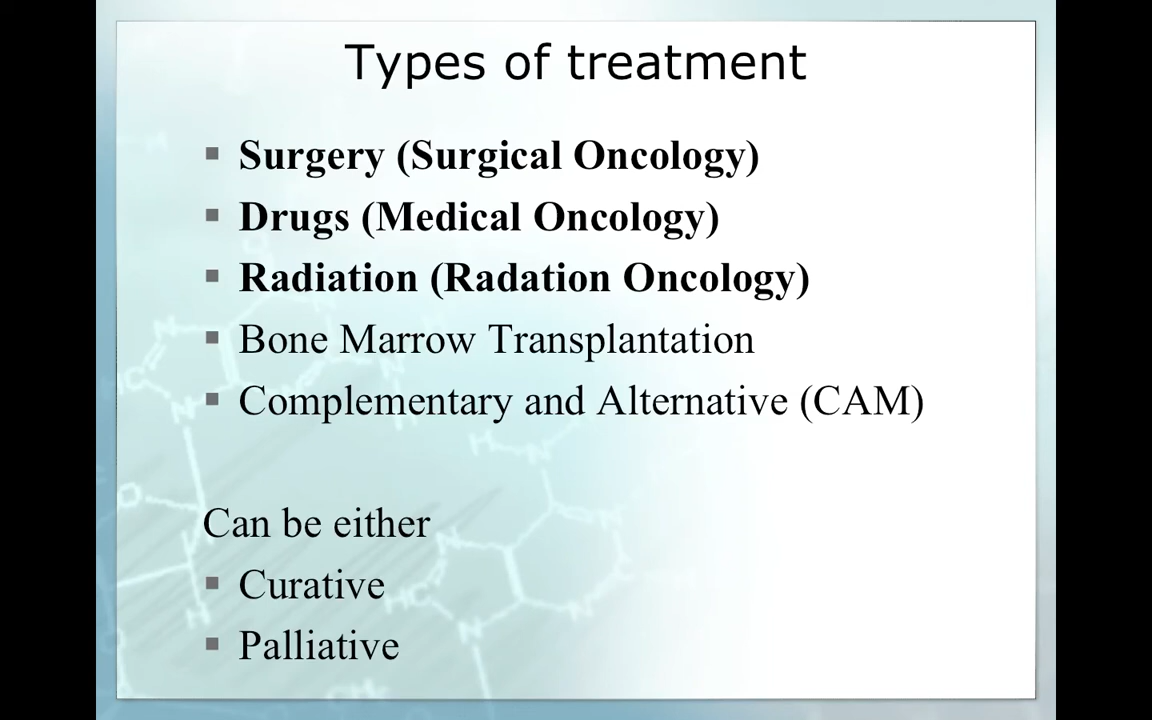 Types of treatment
Surgery (Surgical Oncology)
Drugs (Medical Oncology)
Radiation (Radation Oncology)
Bone Marrow Transplantation
Complementary and Alternative (CAM)
Can be either
Curative
Palliative